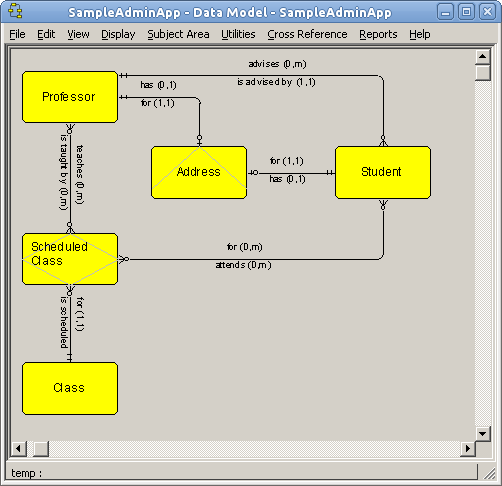 SampleAdminApp - Data Model - SampleAdminApp
File Edit View Display Subject Area Utilities Cross Reference Reports Help
advises (0,m)
is advised by (1,1)
has (0,1)
for (1,1)
Professor
teaches (0,m)
is taught by (0,m)
Address
for (1,1)
has (0,1)
Student
Scheduled
Class
for (0,m)
attends (0,m)
for (1,1)
is scheduled
Class
temp :